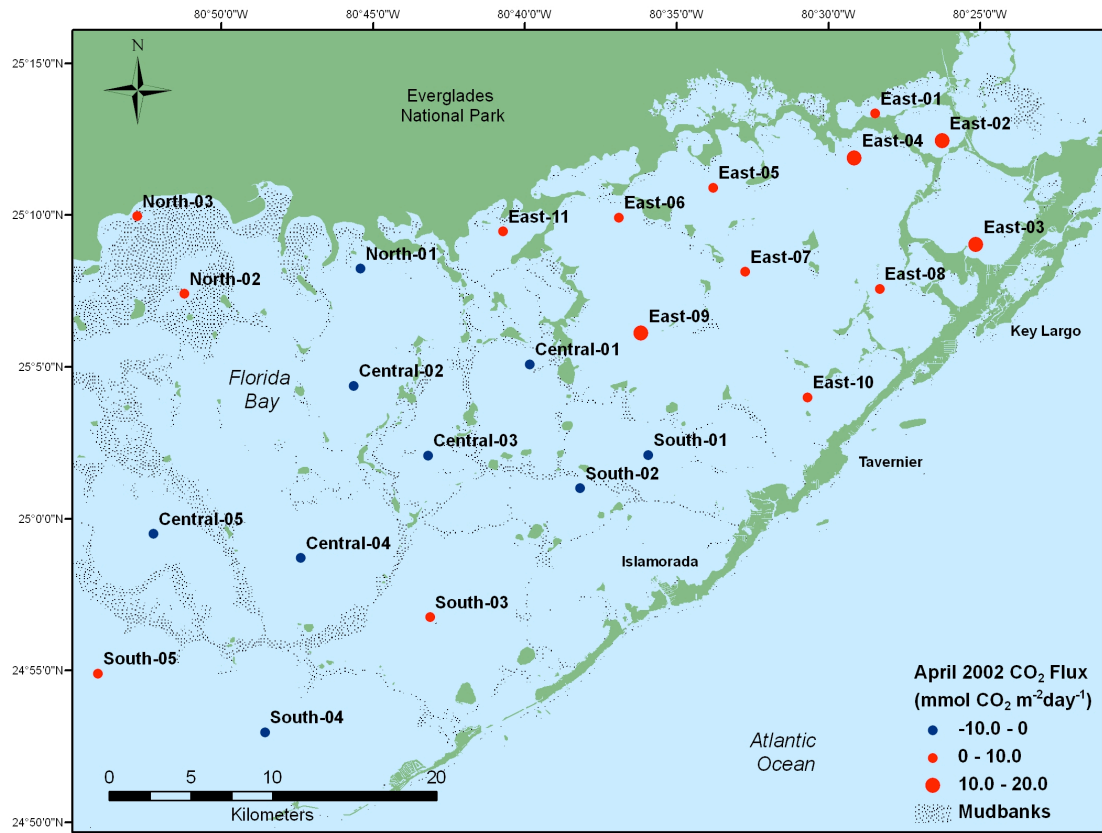 80°50'0"W 80°45'0"W 80°40'0"W 80°35'0"W 80°30'0"W 80°25'0"W
25°15'0"N
25°10'0"N
25°5'0"N
25°0'0"N
24°55'0"N
24°50'0"N
N
Everglades
National Park
East-01
East-02
East-04
East-05
North-03
East-06
East-11
East-03
North-01
East-07
North-02
East-08
East-09
Key Largo
Central-01
Florida
Bay
Central-02
East-10
Central-03
South-01
Tavernier
South-02
Central-05
Central-04
Islamorada
South-03
South-05
South-04
Atlantic
Ocean
0 5 10 20
Kilometers
April 2002 CO₂ Flux
(mmol CO₂ m⁻²day⁻¹)
-10.0 - 0
0 - 10.0
10.0 - 20.0
Mudbanks